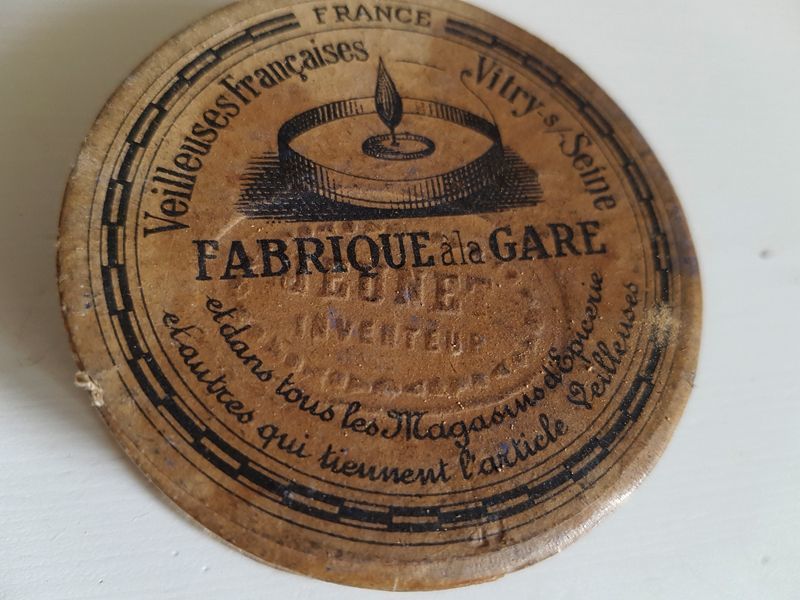 FRANCE
Veilleuses Françaises
Vitry-s/-Seine
FABRIQUE à la GARE
JEUNET
INVENTEUR
et dans tous les Magasins d'Epicerie
et autres qui tiennent l'article Veilleuses